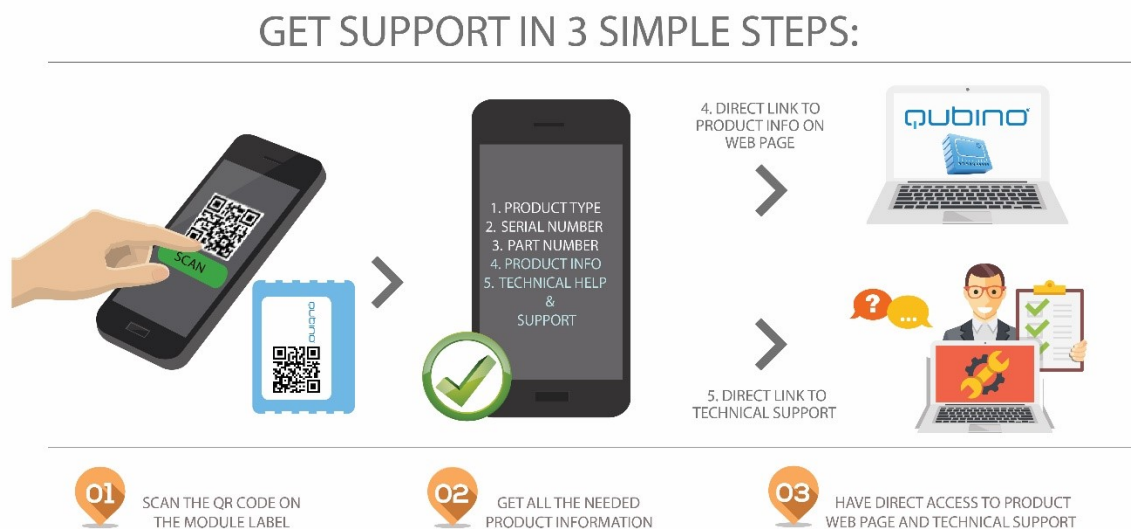 GET SUPPORT IN 3 SIMPLE STEPS:
SCAN
qubino
1. PRODUCT TYPE
2. SERIAL NUMBER
3. PART NUMBER
4. PRODUCT INFO
5. TECHNICAL HELP
&
SUPPORT
4. DIRECT LINK TO
PRODUCT INFO ON
WEB PAGE
qubino
?
...
5. DIRECT LINK TO
TECHNICAL SUPPORT
01
SCAN THE QR CODE ON
THE MODULE LABEL
02
GET ALL THE NEEDED
PRODUCT INFORMATION
03
HAVE DIRECT ACCESS TO PRODUCT
WEB PAGE AND TECHNICAL SUPPORT